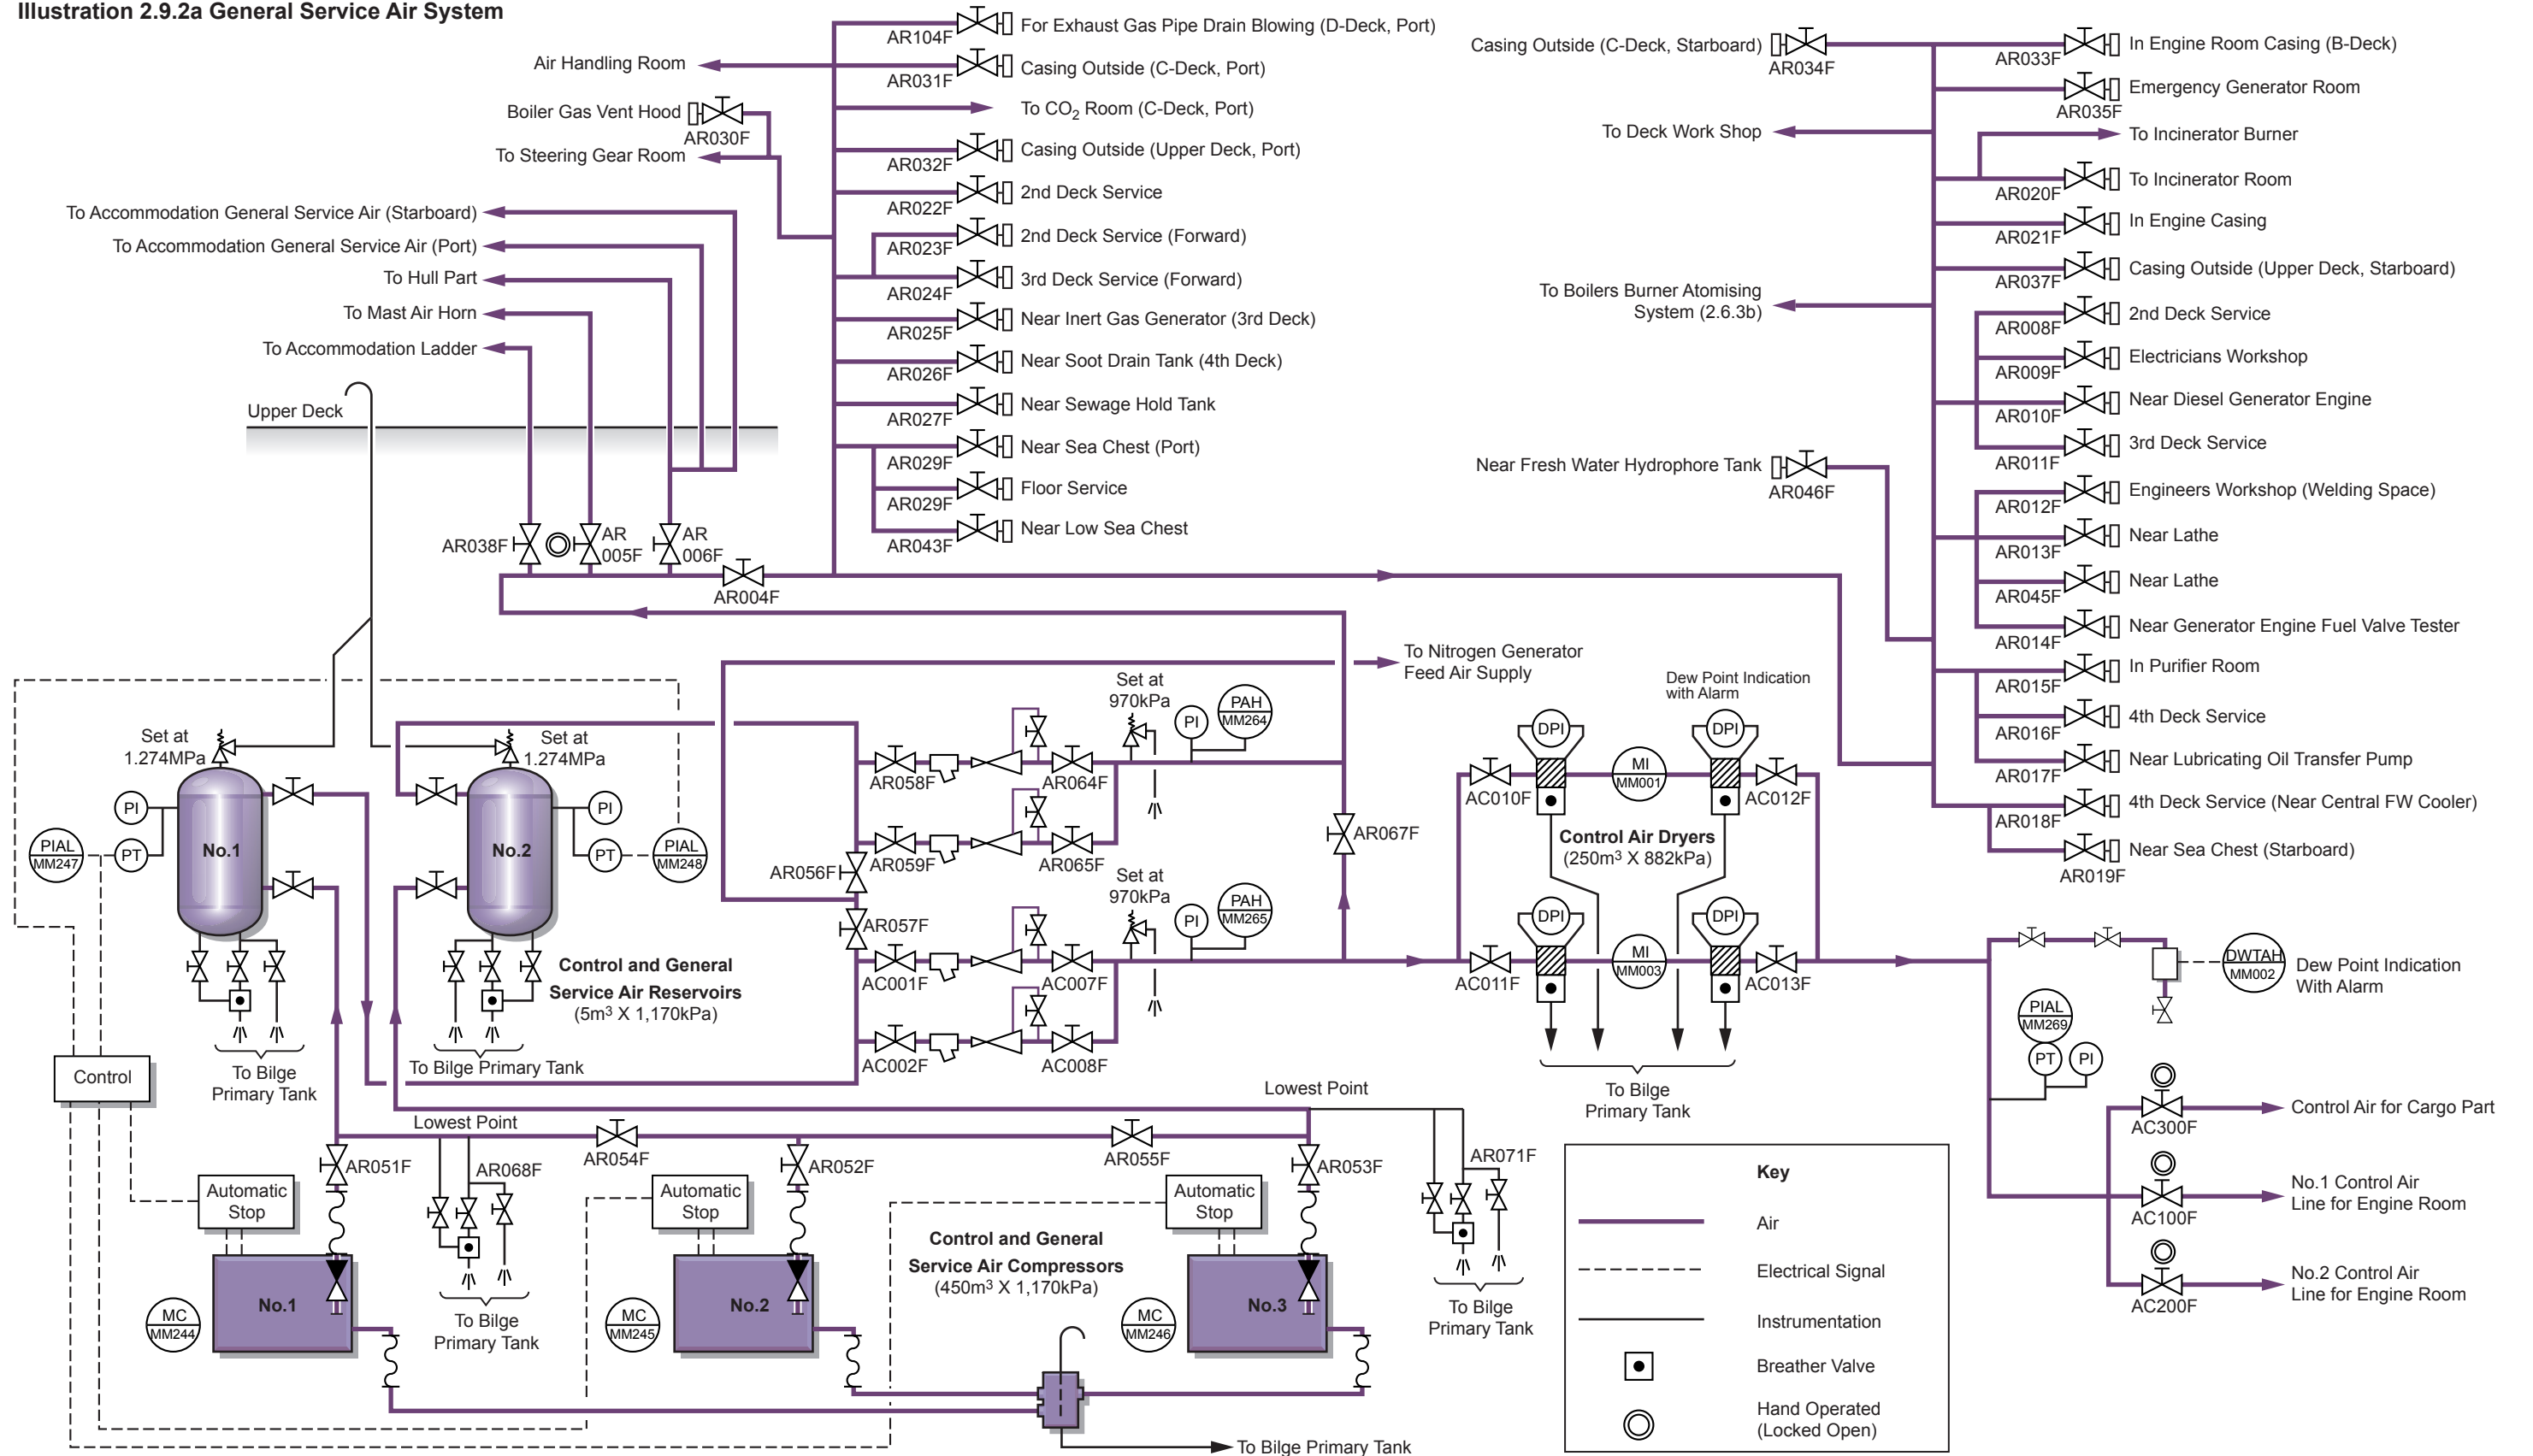 Illustration 2.9.2a General Service Air System
AR104F
For Exhaust Gas Pipe Drain Blowing (D-Deck, Port)
Air Handling Room
AR031F
Casing Outside (C-Deck, Port)
Boiler Gas Vent Hood
AR030F
To CO2 Room (C-Deck, Port)
To Steering Gear Room
AR032F
Casing Outside (Upper Deck, Port)
AR022F
2nd Deck Service
To Accommodation General Service Air (Starboard)
To Accommodation General Service Air (Port)
To Hull Part
To Mast Air Horn
To Accommodation Ladder
AR023F
2nd Deck Service (Forward)
AR024F
3rd Deck Service (Forward)
AR025F
Near Inert Gas Generator (3rd Deck)
AR026F
Near Soot Drain Tank (4th Deck)
AR027F
Near Sewage Hold Tank
AR029F
Near Sea Chest (Port)
AR029F
Floor Service
AR043F
Near Low Sea Chest
Upper Deck
AR038F
AR
005F
AR
006F
AR004F
Casing Outside (C-Deck, Starboard)
AR034F
AR033F
In Engine Room Casing (B-Deck)
AR035F
Emergency Generator Room
To Deck Work Shop
To Incinerator Burner
AR020F
To Incinerator Room
AR021F
In Engine Casing
AR037F
Casing Outside (Upper Deck, Starboard)
To Boilers Burner Atomising
System (2.6.3b)
AR008F
2nd Deck Service
AR009F
Electricians Workshop
AR010F
Near Diesel Generator Engine
AR011F
3rd Deck Service
Near Fresh Water Hydrophore Tank
AR046F
AR012F
Engineers Workshop (Welding Space)
AR013F
Near Lathe
AR045F
Near Lathe
AR014F
Near Generator Engine Fuel Valve Tester
AR015F
In Purifier Room
AR016F
4th Deck Service
AR017F
Near Lubricating Oil Transfer Pump
AR018F
4th Deck Service (Near Central FW Cooler)
AR019F
Near Sea Chest (Starboard)
To Nitrogen Generator
Feed Air Supply
Set at
1.274MPa
Set at
1.274MPa
PI
PT
PIAL
MM247
No.1
No.2
PI
PT
PIAL
MM248
Control and General
Service Air Reservoirs
(5m3 X 1,170kPa)
To Bilge
Primary Tank
To Bilge Primary Tank
AR056F
AR057F
AR058F
AR064F
AR059F
AR065F
AC001F
AC007F
AC002F
AC008F
Set at
970kPa
PI
PAH
MM264
Set at
970kPa
PI
PAH
MM265
AR067F
Dew Point Indication
with Alarm
DPI
DPI
AC010F
MI
MM001
AC012F
Control Air Dryers
(250m3 X 882kPa)
DPI
DPI
AC011F
MI
MM003
AC013F
To Bilge
Primary Tank
DWTAH
MM002
Dew Point Indication
With Alarm
PIAL
MM269
PT
PI
AC300F
Control Air for Cargo Part
AC100F
No.1 Control Air
Line for Engine Room
AC200F
No.2 Control Air
Line for Engine Room
Control
Lowest Point
Lowest Point
AR051F
AR068F
AR054F
AR052F
AR055F
AR053F
AR071F
Automatic
Stop
Automatic
Stop
Automatic
Stop
Control and General
Service Air Compressors
(450m3 X 1,170kPa)
MC
MM244
No.1
MC
MM245
No.2
MC
MM246
No.3
To Bilge
Primary Tank
To Bilge
Primary Tank
To Bilge Primary Tank
Key
Air
Electrical Signal
Instrumentation
Breather Valve
Hand Operated
(Locked Open)